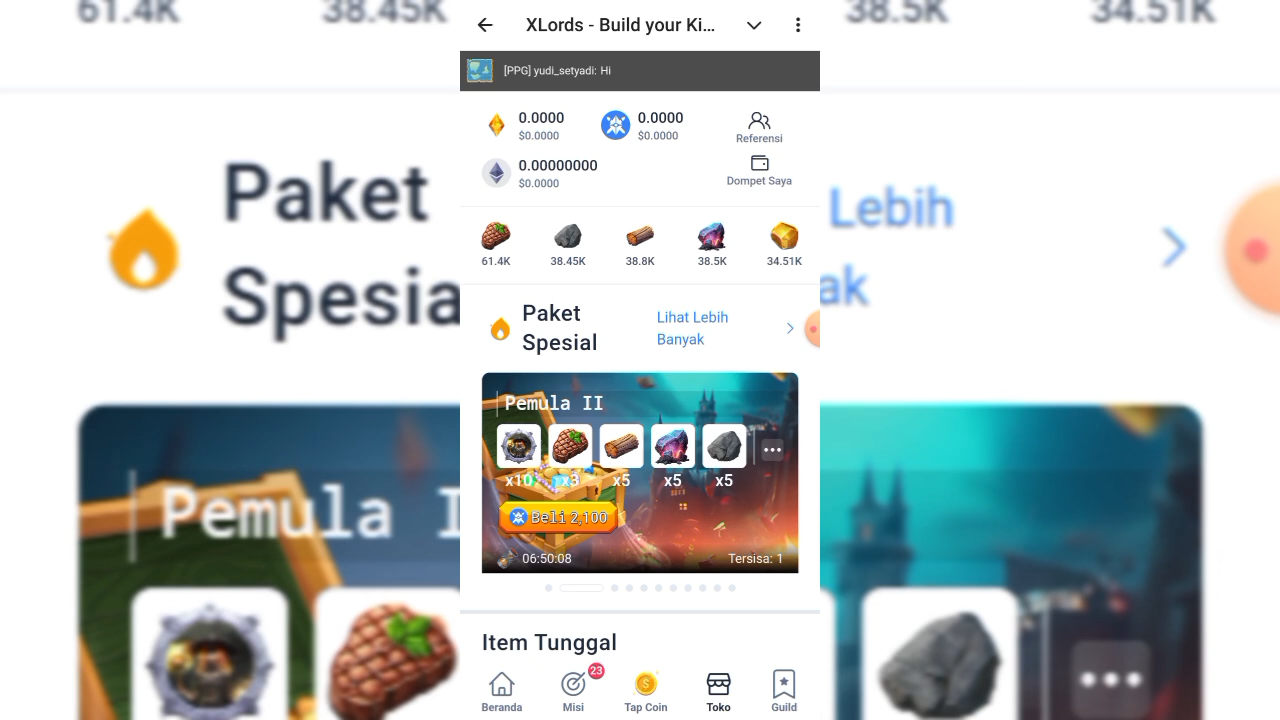 61.4K
38.45K
38.5K
34.51K
XLords - Build your Ki...
[PPG] yudi_setyadi: Hi
0.0000
$0.0000
0.0000
$0.0000
Referensi
0.00000000
$0.0000
Dompet Saya
61.4K
38.45K
38.8K
38.5K
34.51K
Paket
Spesial
Lihat Lebih
Banyak
Pemula II
x10
x3
x5
x5
x5
Beli 2,100
06:50:08
Tersisa: 1
Item Tunggal
Beranda
23
Misi
Tap Coin
Toko
Guild
Paket
Spesia
Lebih
ak
Pemula I